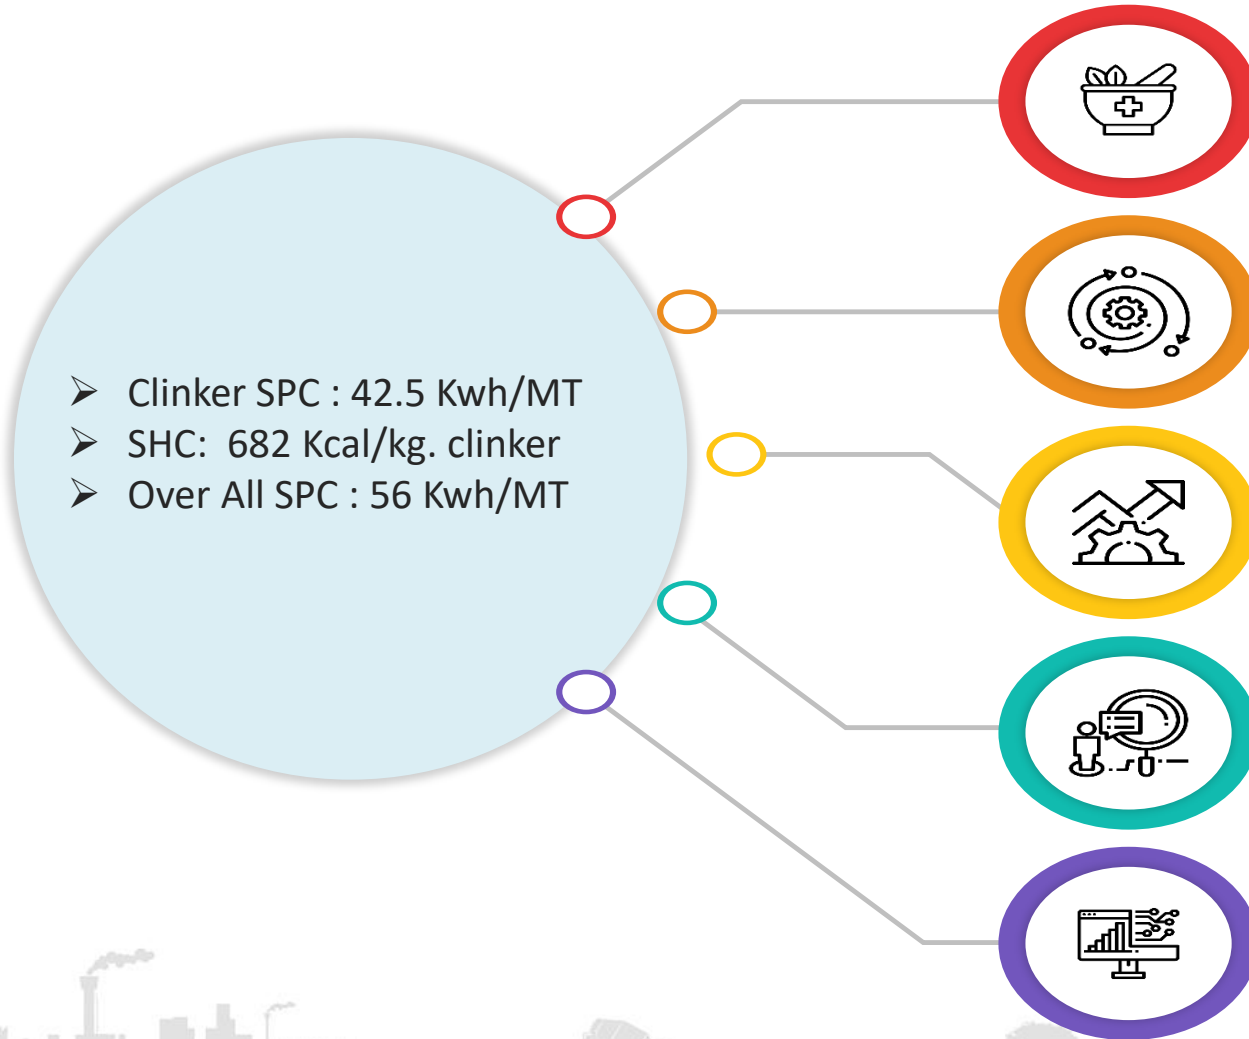 ➢ Clinker SPC : 42.5 Kwh/MT
➢ SHC: 682 Kcal/kg. clinker
➢ Over All SPC : 56 Kwh/MT